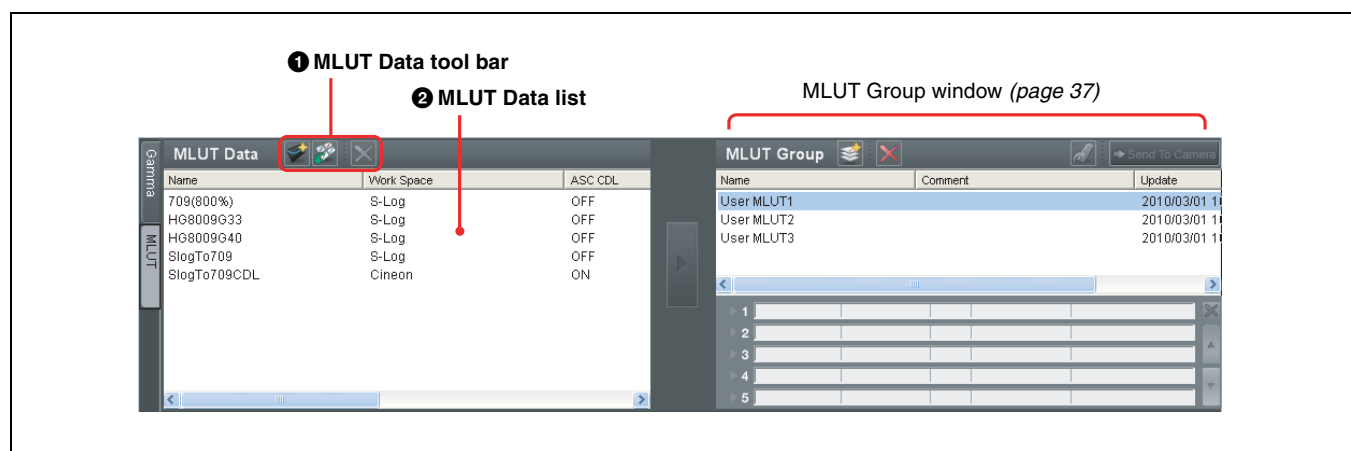 ❶ MLUT Data tool bar
❷ MLUT Data list
MLUT Group window (page 37)
Gamma
MLUT
MLUT Data
Name Work Space ASC CDL
709(800%) S-Log OFF
HG8009G33 S-Log OFF
HG8009G40 S-Log OFF
SlogTo709 S-Log OFF
SlogTo709CDL Cineon ON
MLUT Group
Send To Camera
Name Comment Update
User MLUT1 2010/03/01 1
User MLUT2 2010/03/01 1
User MLUT3 2010/03/01 1
1
2
3
4
5